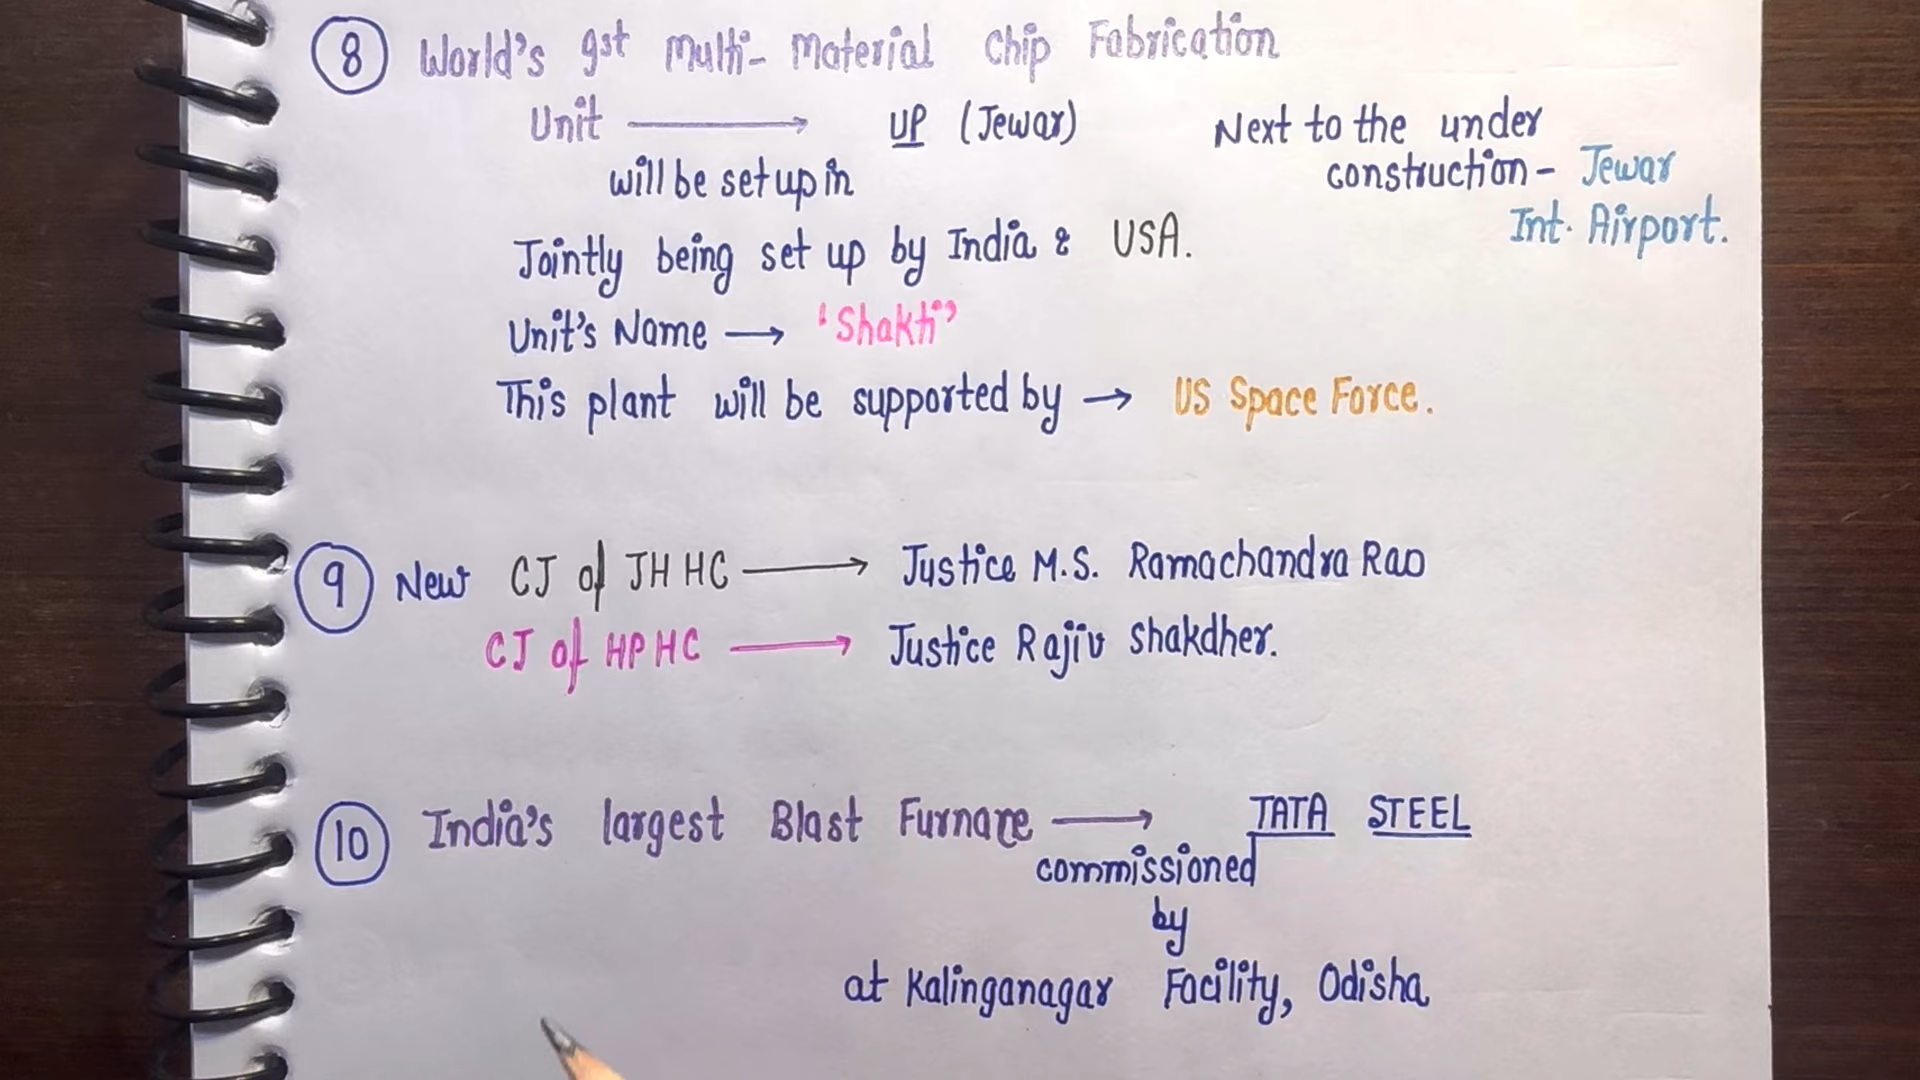 8 World's 1st Multi-Material Chip Fabrication
Unit → UP (Jewar) Next to the under
will be set up in construction - Jewar
Int. Airport.
Jointly being set up by India & USA.
Unit's Name → 'Shakti'
This plant will be supported by → US Space Force.
9 New CJ of JH HC → Justice M.S. Ramachandra Rao
CJ of HP HC → Justice Rajiv Shakdher.
10 India's largest Blast Furnace → TATA STEEL
commissioned
by
at Kalinganagar Facility, Odisha